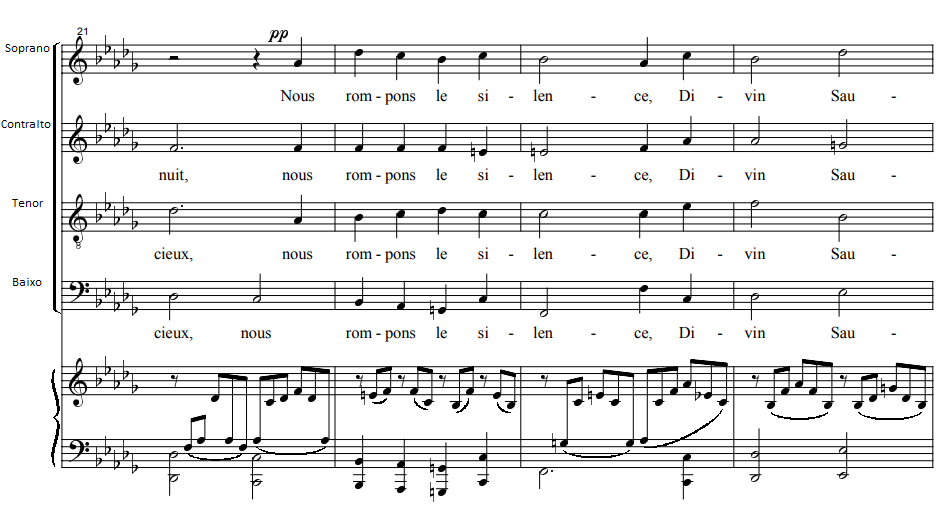 21
pp
Soprano
Nous rom - pons le si - len - ce, Di - vin Sau -
Contralto
nuit, nous rom - pons le si - len - ce, Di - vin Sau -
Tenor
8
cieux, nous rom - pons le si - len - ce, Di - vin Sau -
Baixo
cieux, nous rom - pons le si - len - ce, Di - vin Sau -